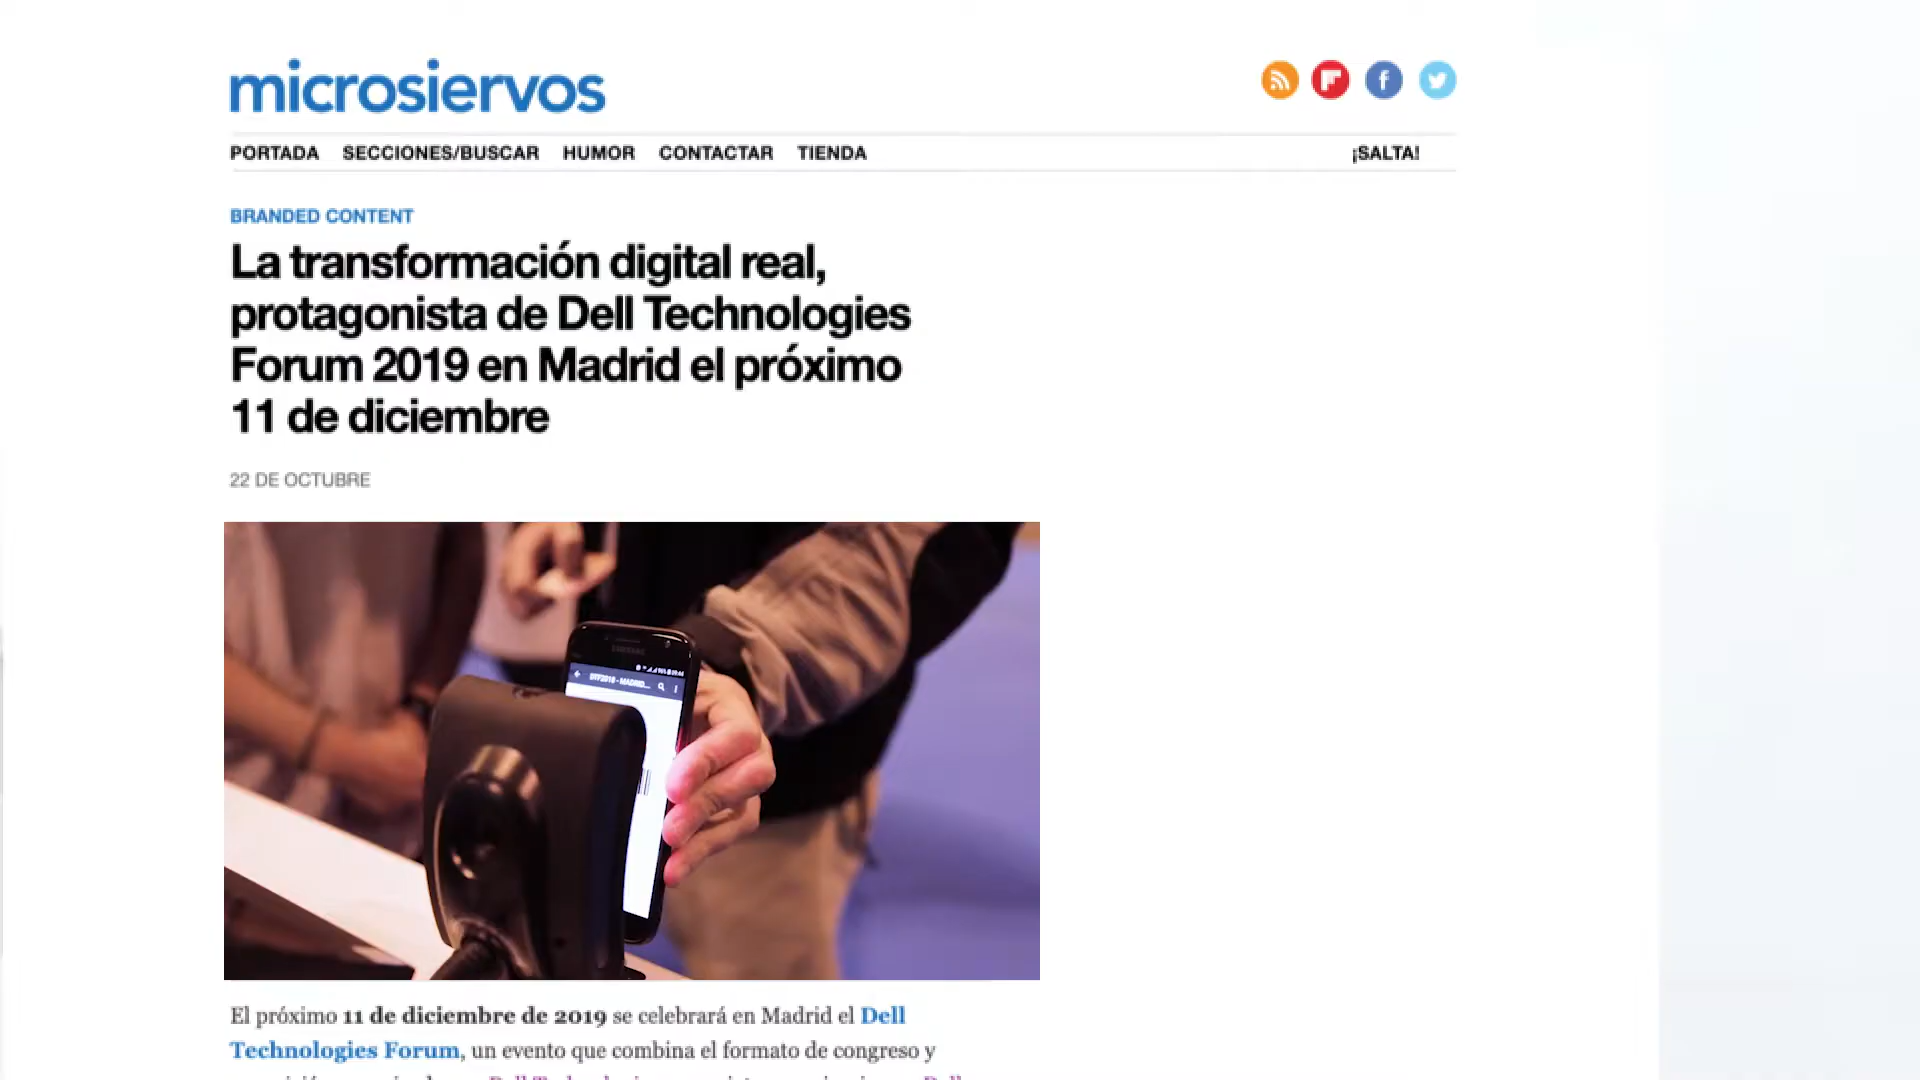 microsiervos
PORTADA SECCIONES/BUSCAR HUMOR CONTACTAR TIENDA ¡SALTA!
BRANDED CONTENT
La transformación digital real,
protagonista de Dell Technologies
Forum 2019 en Madrid el próximo
11 de diciembre
22 DE OCTUBRE
SAMSUNG
El próximo 11 de diciembre de 2019 se celebrará en Madrid el Dell
Technologies Forum, un evento que combina el formato de congreso y